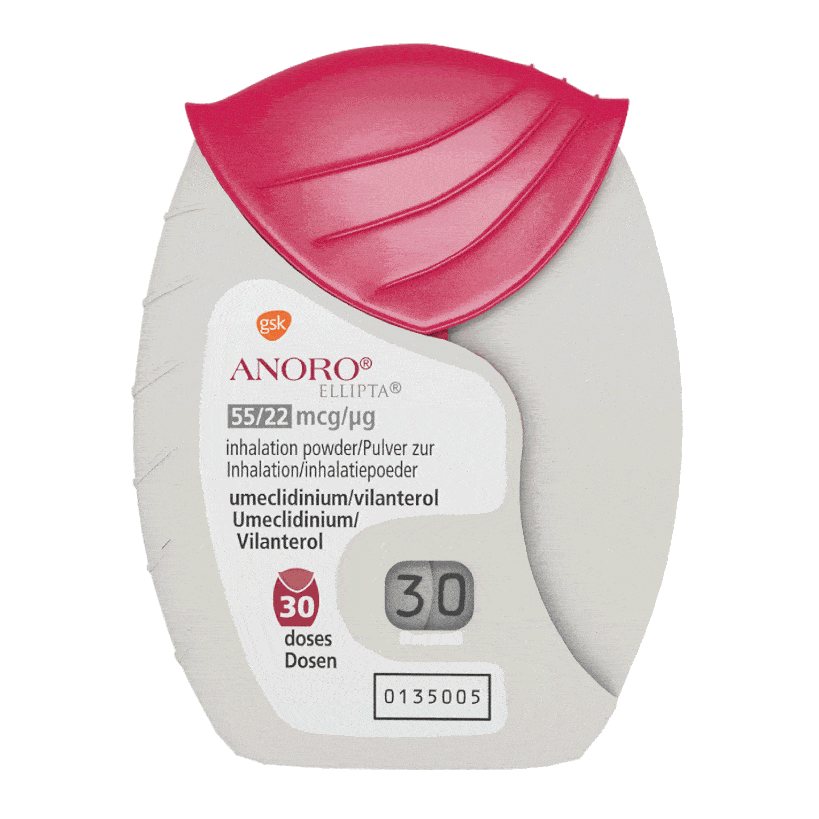 gsk
ANORO®
ELLIPTA®
55/22 mcg/µg
inhalation powder/Pulver zur
Inhalation/inhalatiepoeder
umeclidinium/vilanterol
Umeclidinium/
Vilanterol
30
30
doses
Dosen
0135005